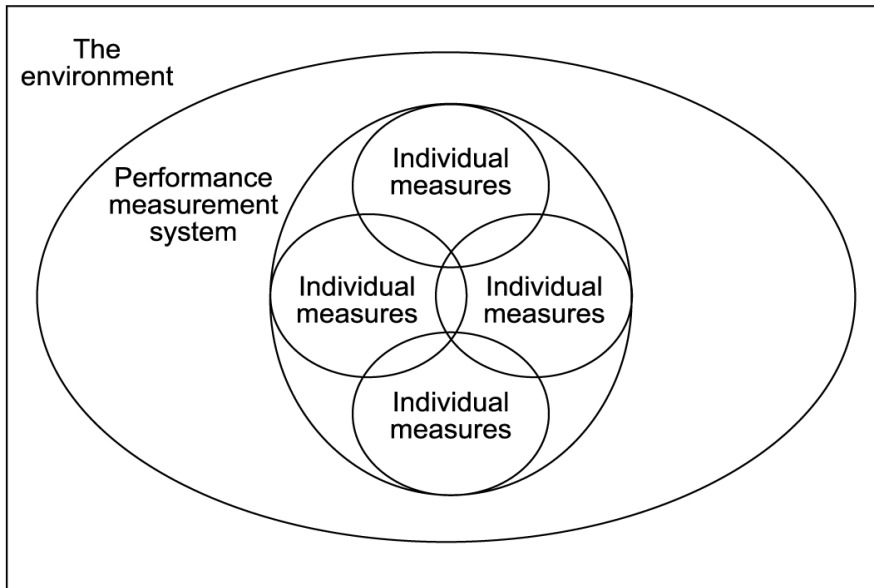 The
environment
Performance
measurement
system
Individual
measures
Individual
measures
Individual
measures
Individual
measures